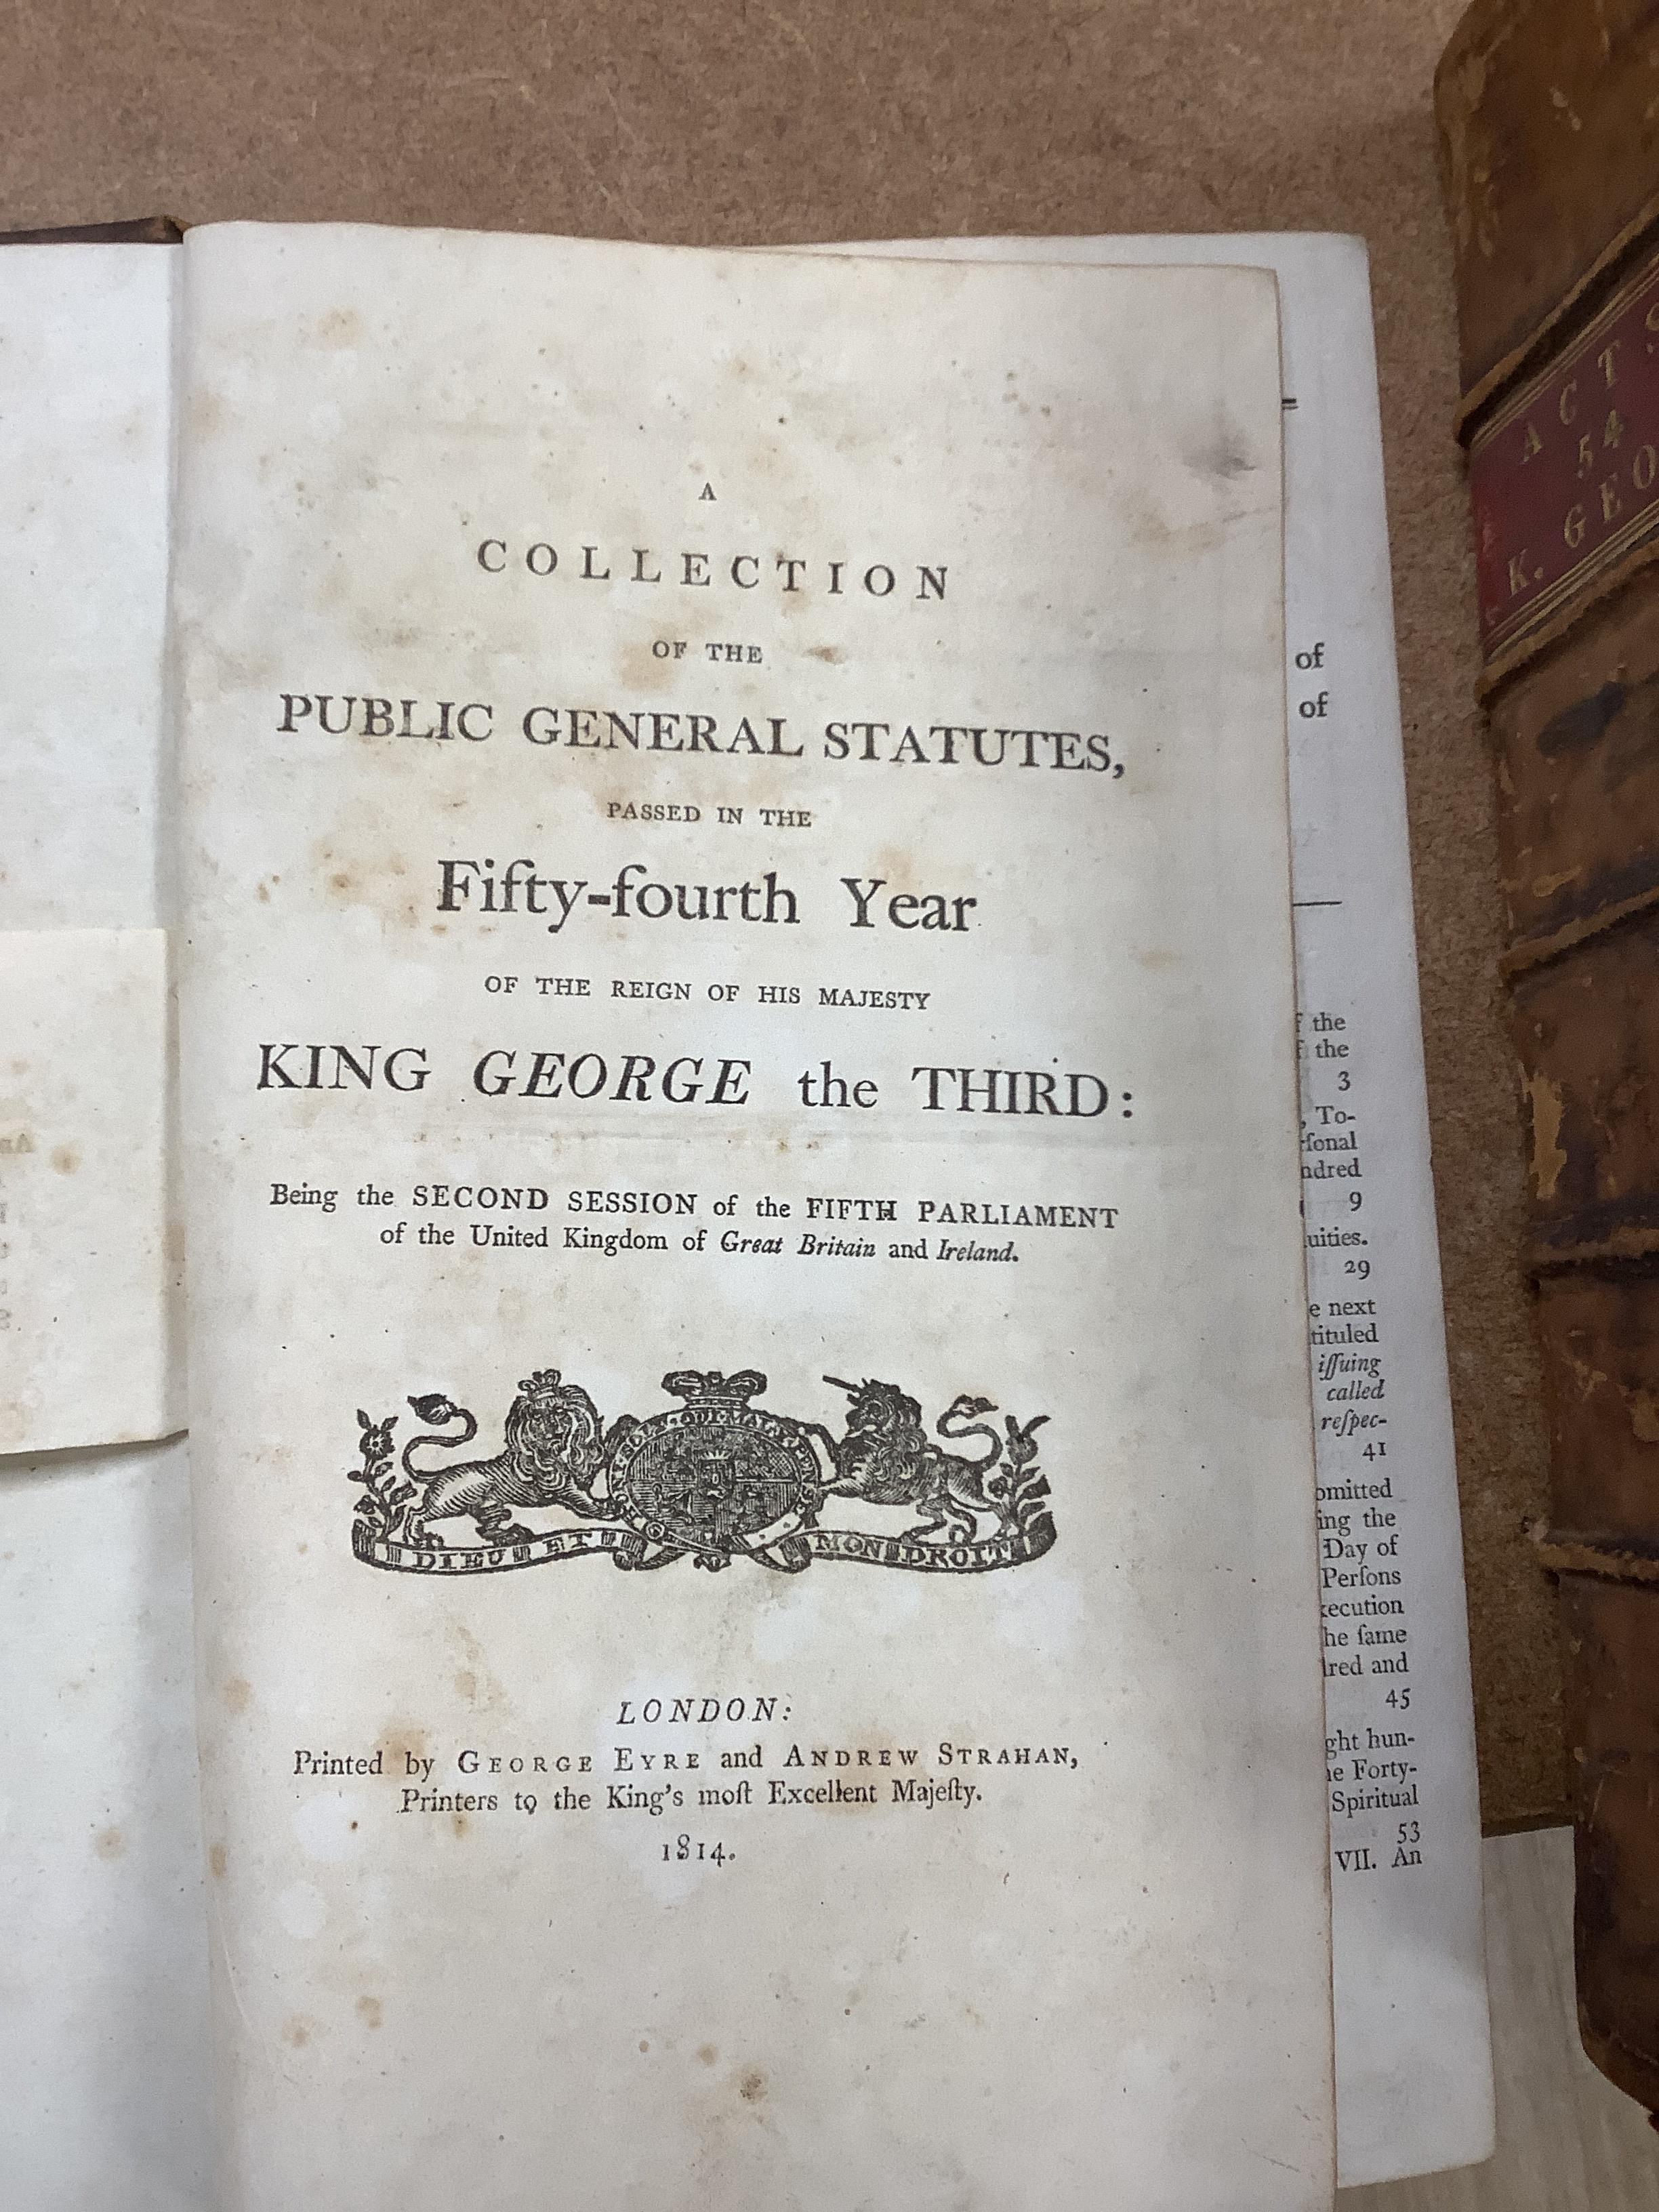 A
COLLECTION
OF THE
PUBLIC GENERAL STATUTES,
PASSED IN THE
Fifty-fourth Year
OF THE REIGN OF HIS MAJESTY
KING GEORGE the THIRD:
Being the SECOND SESSION of the FIFTH PARLIAMENT
of the United Kingdom of Great Britain and Ireland.
DIEU ET MON DROIT
LONDON:
Printed by GEORGE EYRE and ANDREW STRAHAN,
Printers to the King's moſt Excellent Majeſty.
1814.
of
of
the
the
3
To-
ſonal
ndred
9
uities.
29
e next
tituled
iſſuing
called
reſpec-
41
omitted
ing the
Day of
Perſons
xecution
he ſame
dred and
45
ght hun-
he Forty-
Spiritual
53
VII. An
ACTS
54
K. GEO